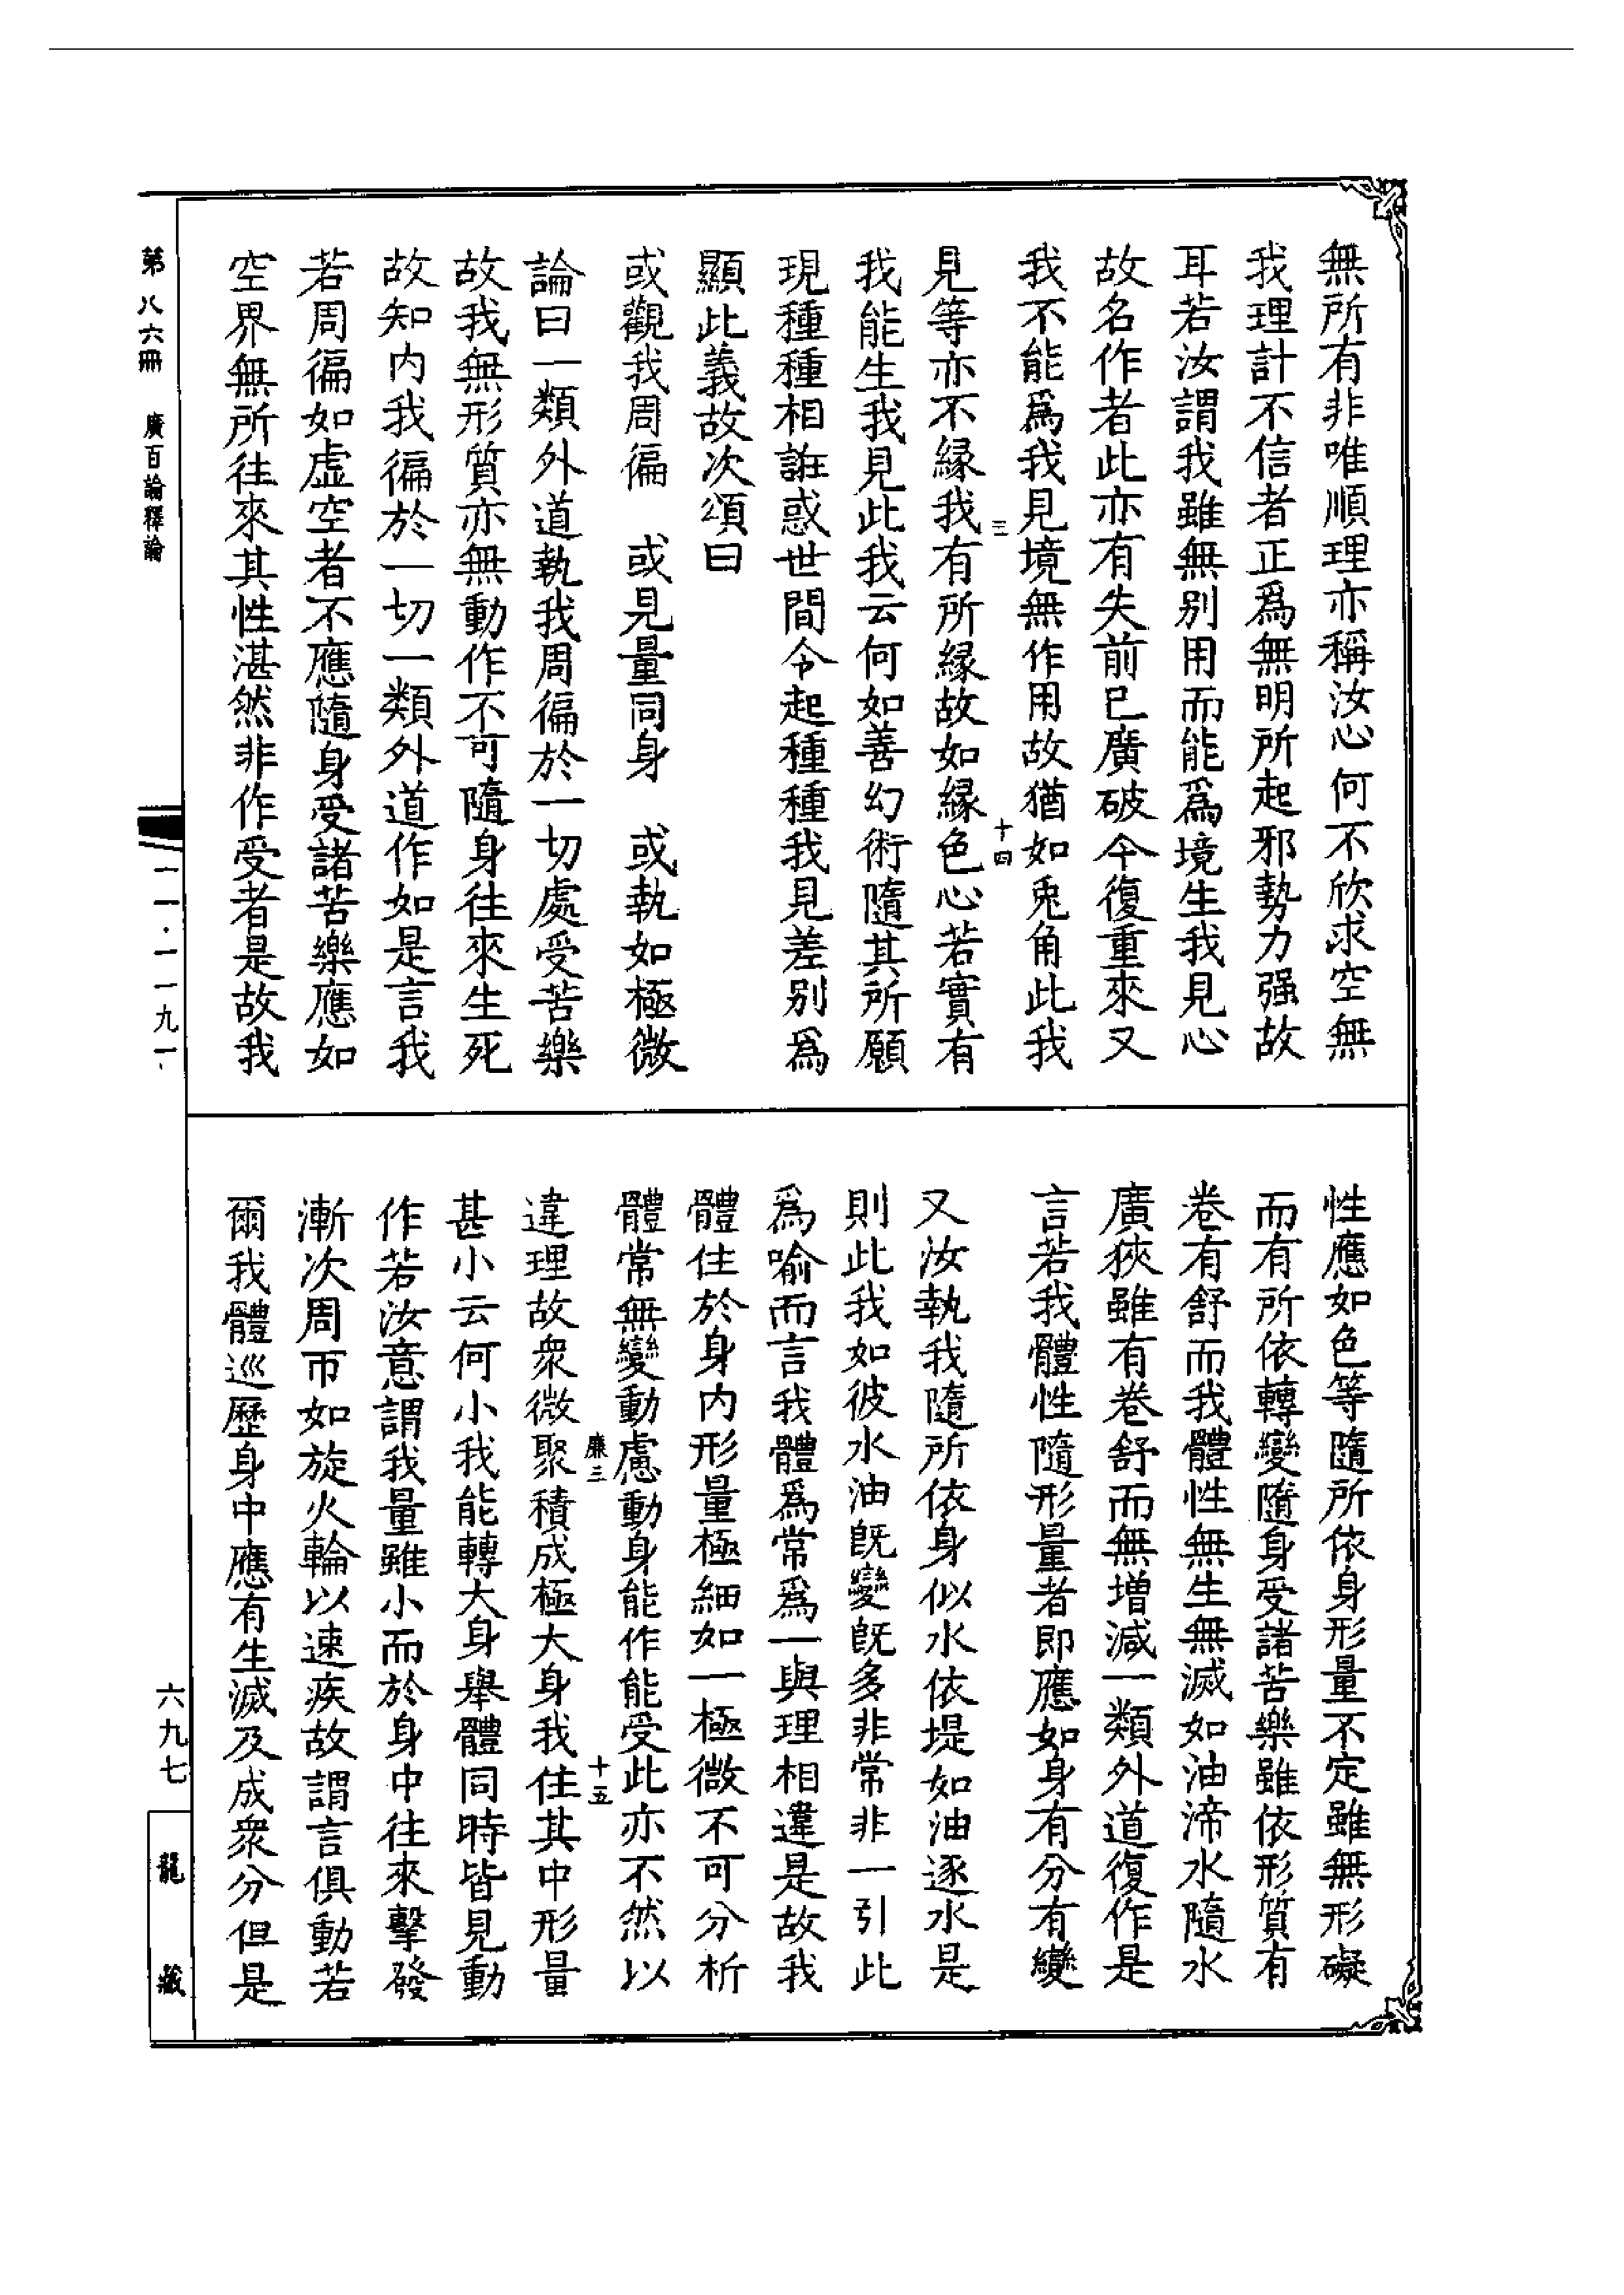 無所有非唯順理亦稱汝心何不欣求空無
我理計不信者正爲無明所起邪勢力强故
耳若汝謂我雖無别用而能爲境生我見心
故名作者此亦有失前已廣破今復重來又
我不能爲我見境無作用故猶如兎角此我
三
十四
見等亦不緣我有所緣故如緣色心若實有
我能生我見此我云何如善幻術隨其所願
現種種相誑惑世間令起種種我見差别爲
顯此義故次頌曰
或觀我周徧　或見量同身　或執如極微
論曰一類外道執我周徧於一切處受苦樂
故我無形質亦無動作不可隨身往來生死
故知内我徧於一切一類外道作如是言我
若周徧如虛空者不應隨身受諸苦樂應如
空界無所往來其性湛然非作受者是故我
性應如色等隨所依身形量不定雖無形礙
而有所依轉變隨身受諸苦樂雖依形質有
卷有舒而我體性無生無滅如油渧水隨水
廣狹雖有卷舒而無增減一類外道復作是
言若我體性隨形量者即應如身有分有變
又汝執我隨所依身似水依堤如油逐水是
則此我如彼水油既變既多非常非一引此
爲喻而言我體爲常爲一與理相違是故我
體住於身内形量極細如一極微不可分析
體常無變動慮動身能作能受此亦不然以
廉三
十五
違理故衆微聚積成極大身我住其中形量
甚小云何小我能轉大身舉體同時皆見動
作若汝意謂我量雖小而於身中往來擊發
漸次周帀如旋火輪以速疾故謂言俱動若
爾我體巡歷身中應有生滅及成衆分但是
第八六冊　廣百論釋論
一一·一一九一
六九七
龍藏